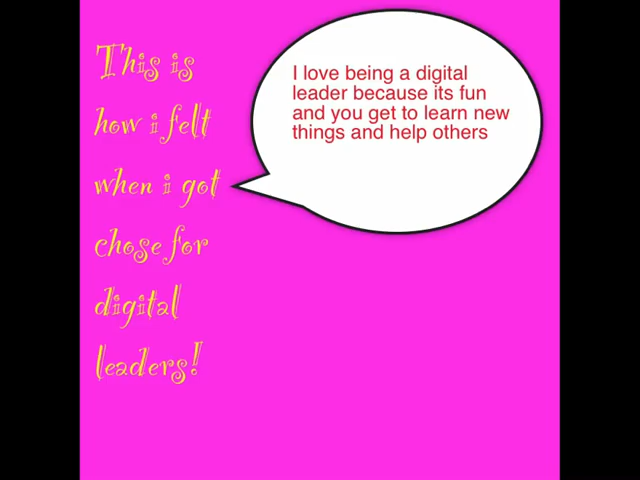 This is
how i felt
when i got
chose for
digital
leaders!
I love being a digital
leader because its fun
and you get to learn new
things and help others